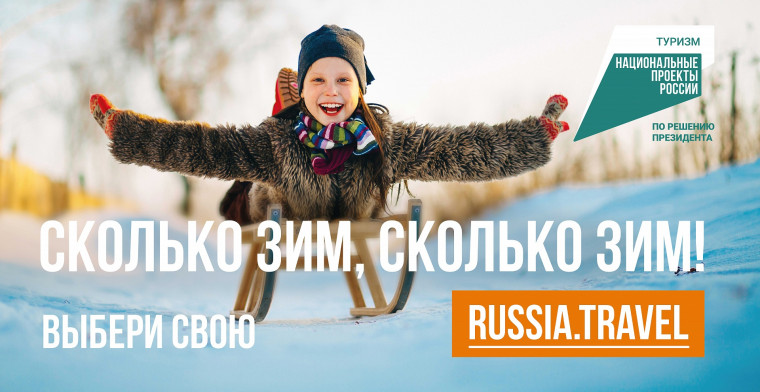 ТУРИЗМ
НАЦИОНАЛЬНЫЕ
ПРОЕКТЫ
РОССИИ
ПО РЕШЕНИЮ
ПРЕЗИДЕНТА
СКОЛЬКО ЗИМ, СКОЛЬКО ЗИМ!
ВЫБЕРИ СВОЮ
RUSSIA.TRAVEL